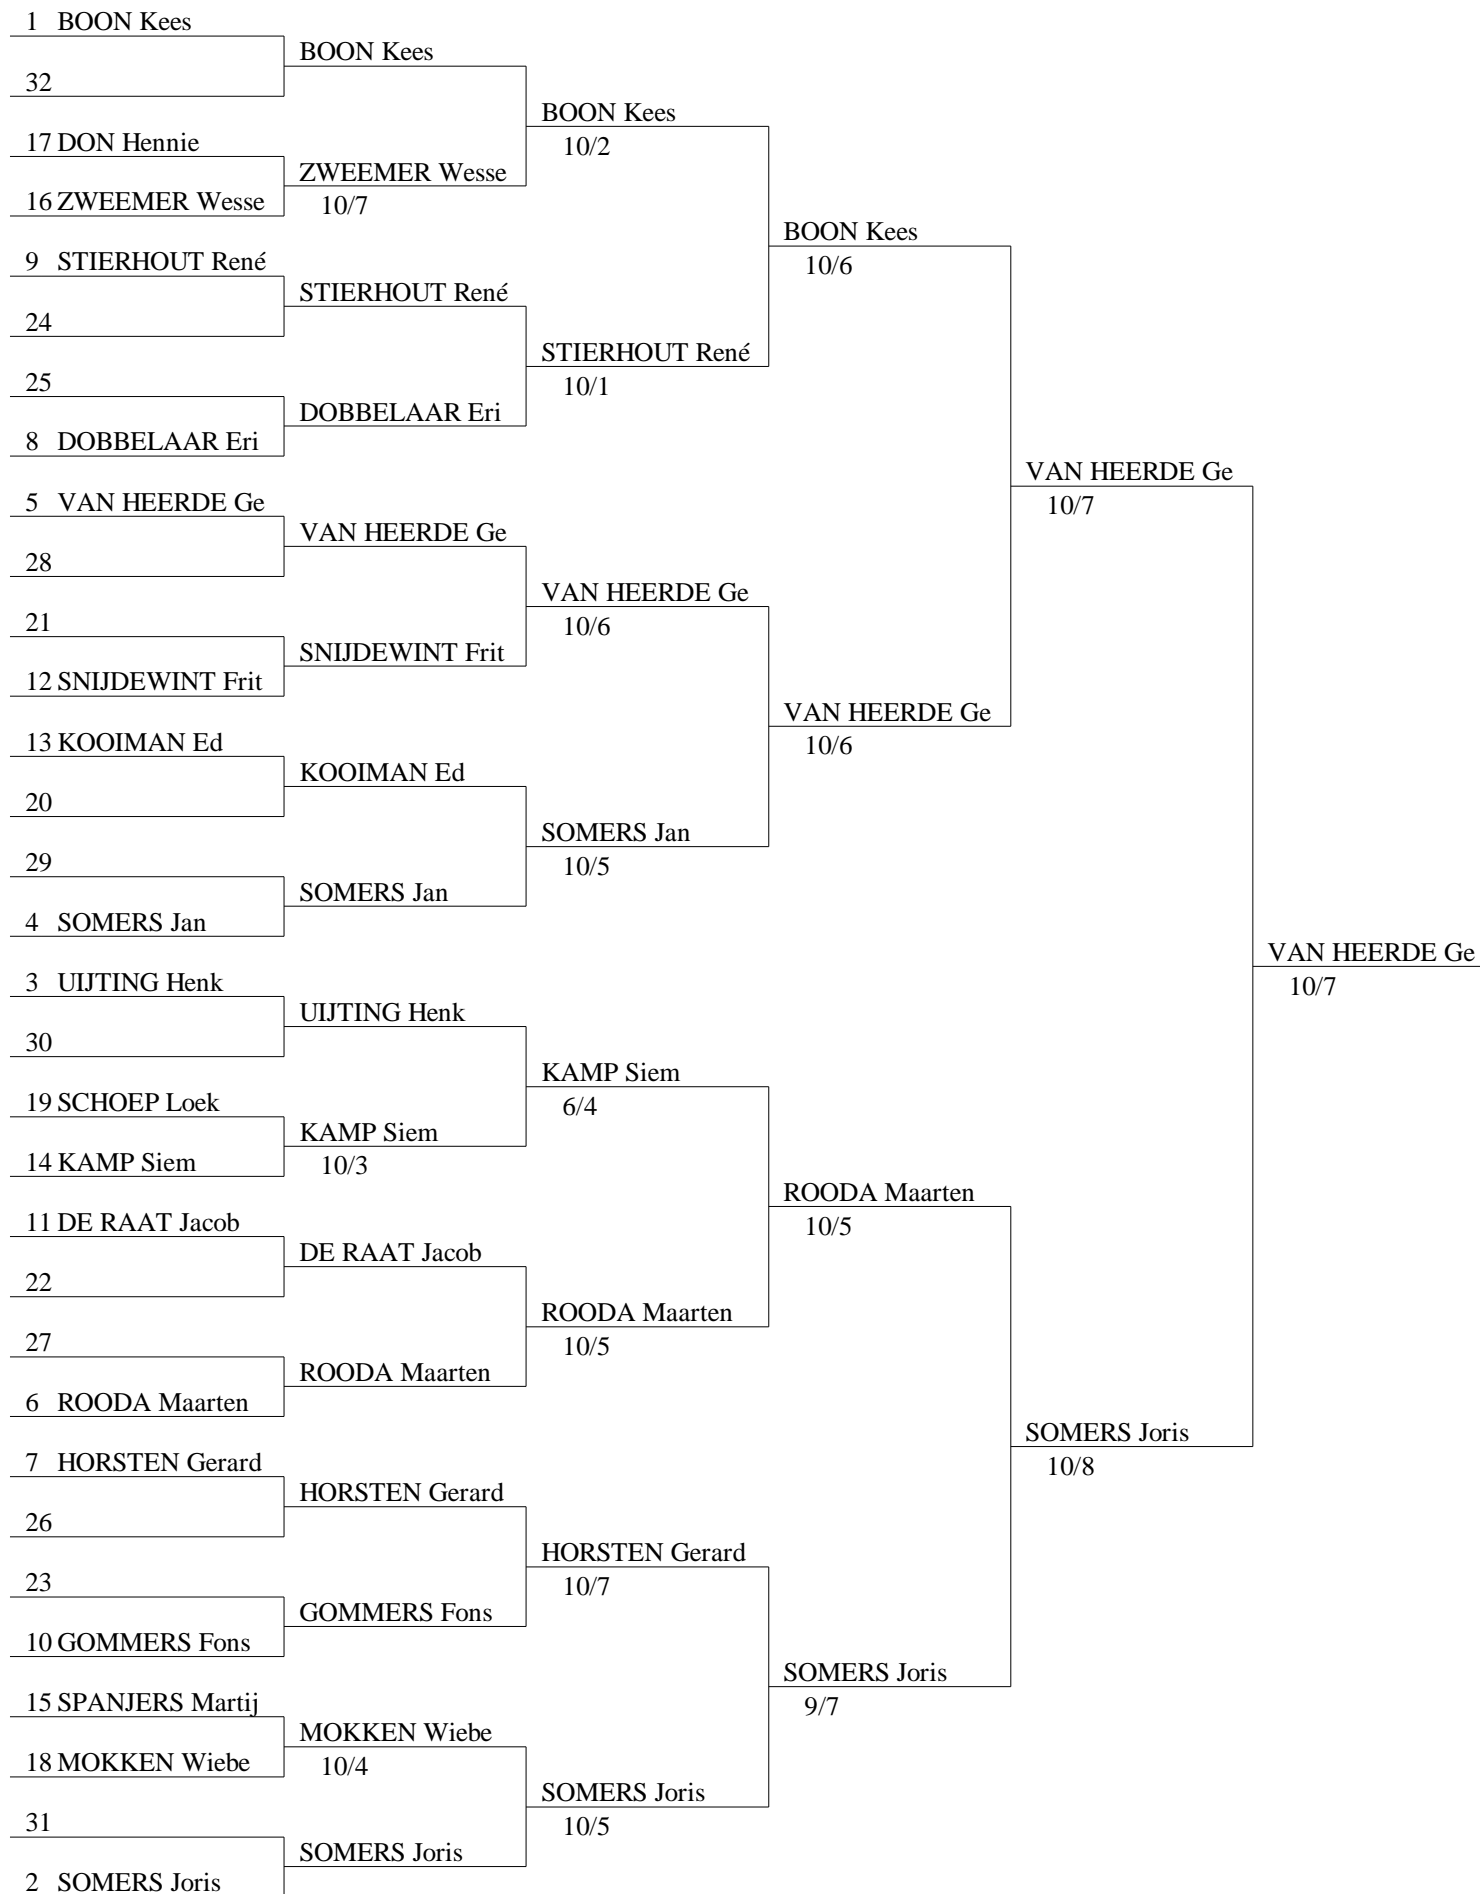 1 BOON Kees
32
17 DON Hennie
16 ZWEEMER Wesse
9 STIERHOUT René
24
25
8 DOBBELAAR Eri
5 VAN HEERDE Ge
28
21
12 SNIJDEWINT Frit
13 KOOIMAN Ed
20
29
4 SOMERS Jan
3 UIJTING Henk
30
19 SCHOEP Loek
14 KAMP Siem
11 DE RAAT Jacob
22
27
6 ROODA Maarten
7 HORSTEN Gerard
26
23
10 GOMMERS Fons
15 SPANJERS Martij
18 MOKKEN Wiebe
31
2 SOMERS Joris
BOON Kees
ZWEEMER Wesse
10/7
STIERHOUT René
DOBBELAAR Eri
VAN HEERDE Ge
SNIJDEWINT Frit
KOOIMAN Ed
SOMERS Jan
UIJTING Henk
KAMP Siem
10/3
DE RAAT Jacob
ROODA Maarten
HORSTEN Gerard
GOMMERS Fons
MOKKEN Wiebe
10/4
SOMERS Joris
BOON Kees
10/2
STIERHOUT René
10/1
VAN HEERDE Ge
10/6
SOMERS Jan
10/5
KAMP Siem
6/4
ROODA Maarten
10/5
HORSTEN Gerard
10/7
SOMERS Joris
10/5
BOON Kees
10/6
VAN HEERDE Ge
10/6
ROODA Maarten
10/5
SOMERS Joris
9/7
VAN HEERDE Ge
10/7
SOMERS Joris
10/8
VAN HEERDE Ge
10/7